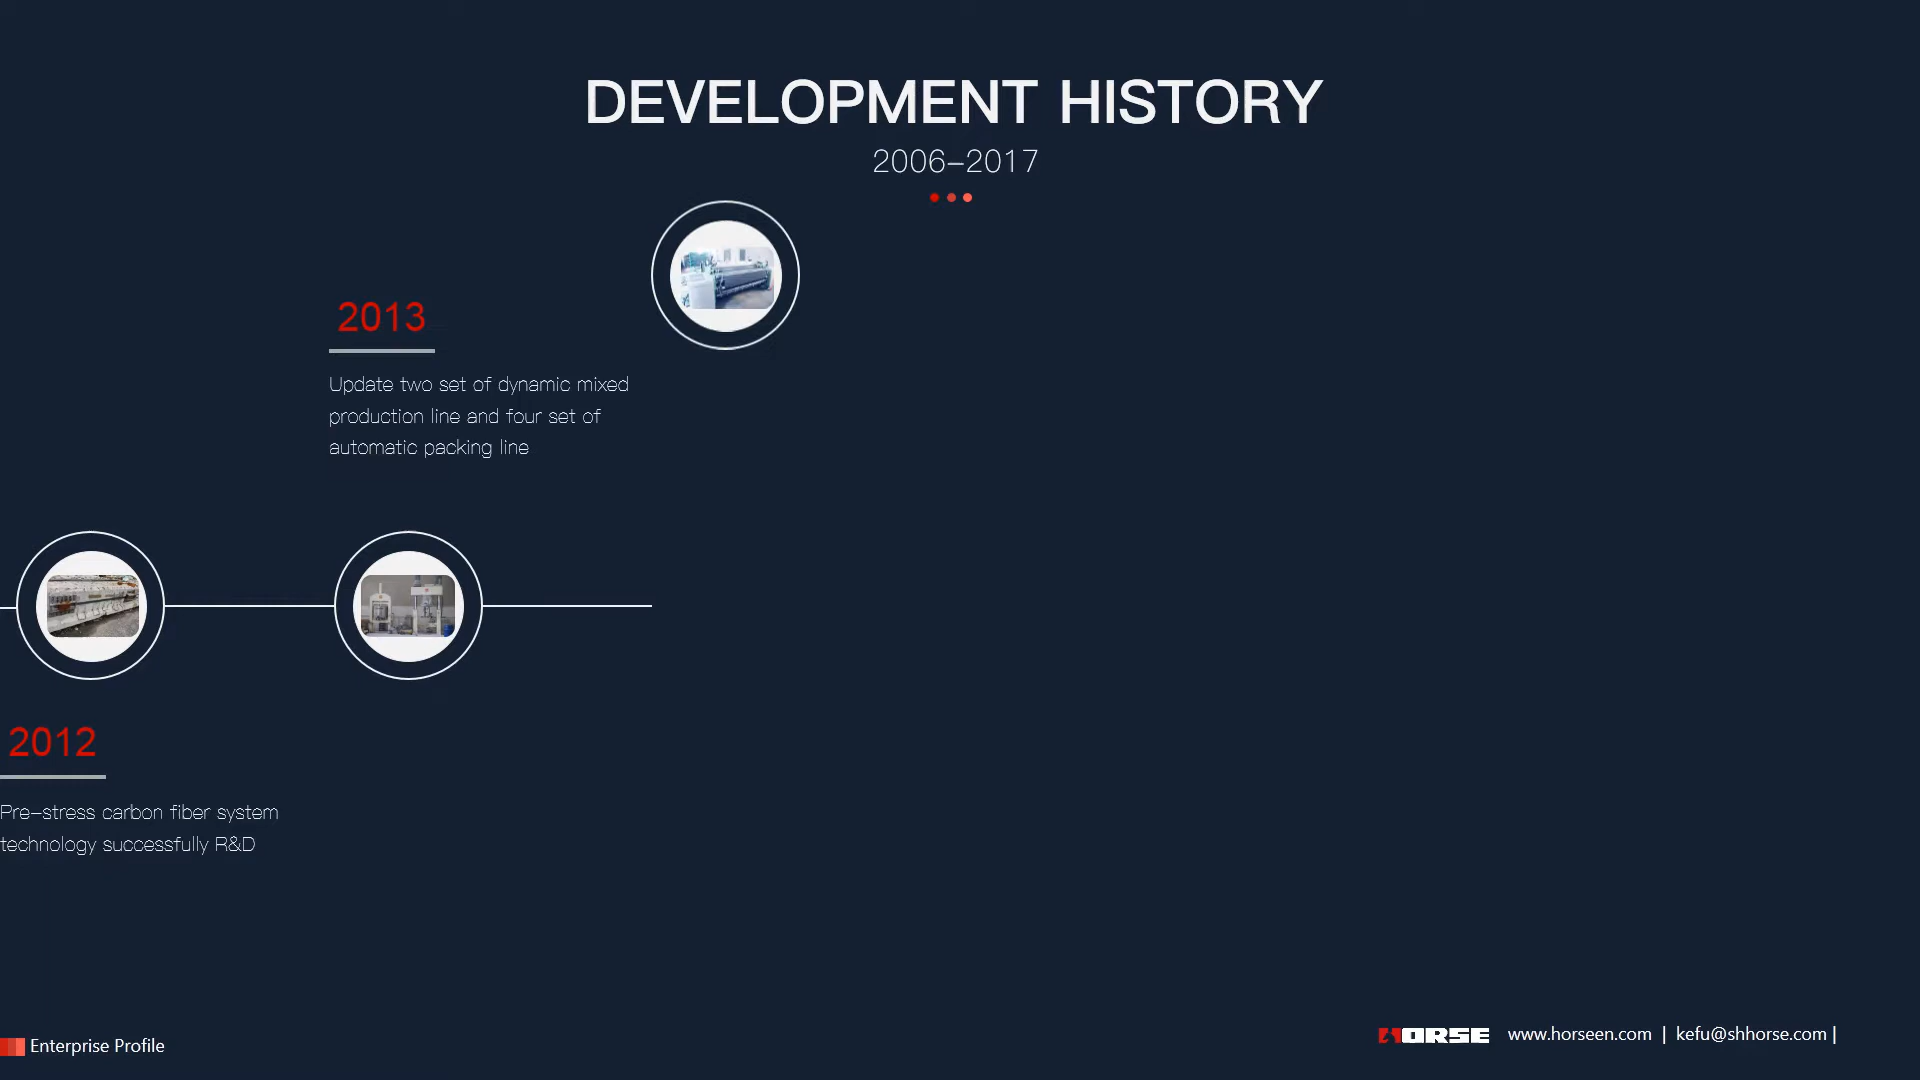 DEVELOPMENT HISTORY
2006-2017
2013
Update two set of dynamic mixed
production line and four set of
automatic packing line
2012
Pre-stress carbon fiber system
technology successfully R&D
Enterprise Profile
HORSE www.horseen.com | kefu@shhorse.com |